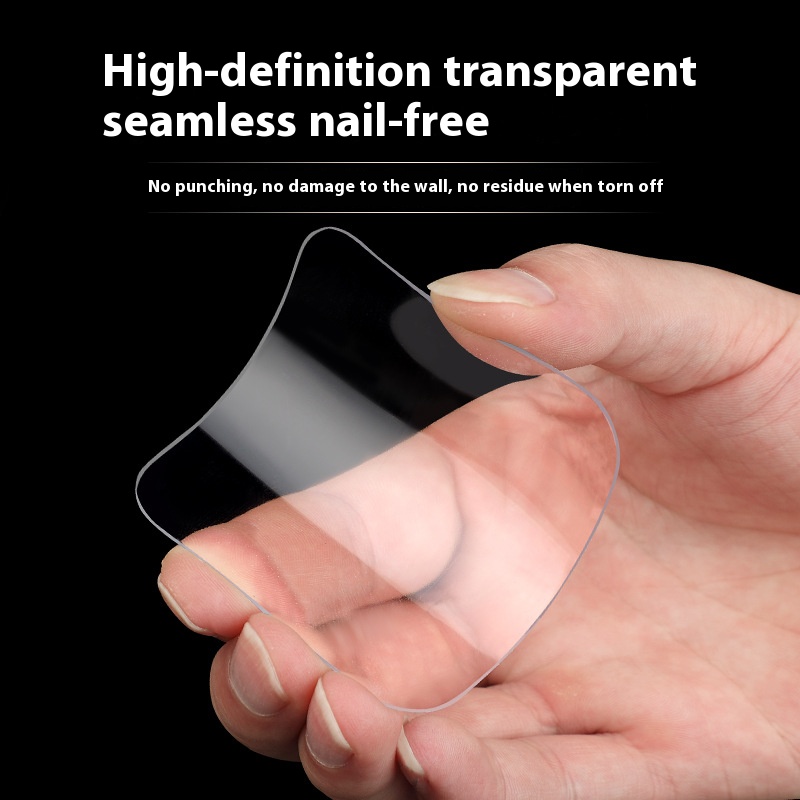 High-definition transparent
seamless nail-free
No punching, no damage to the wall, no residue when torn off